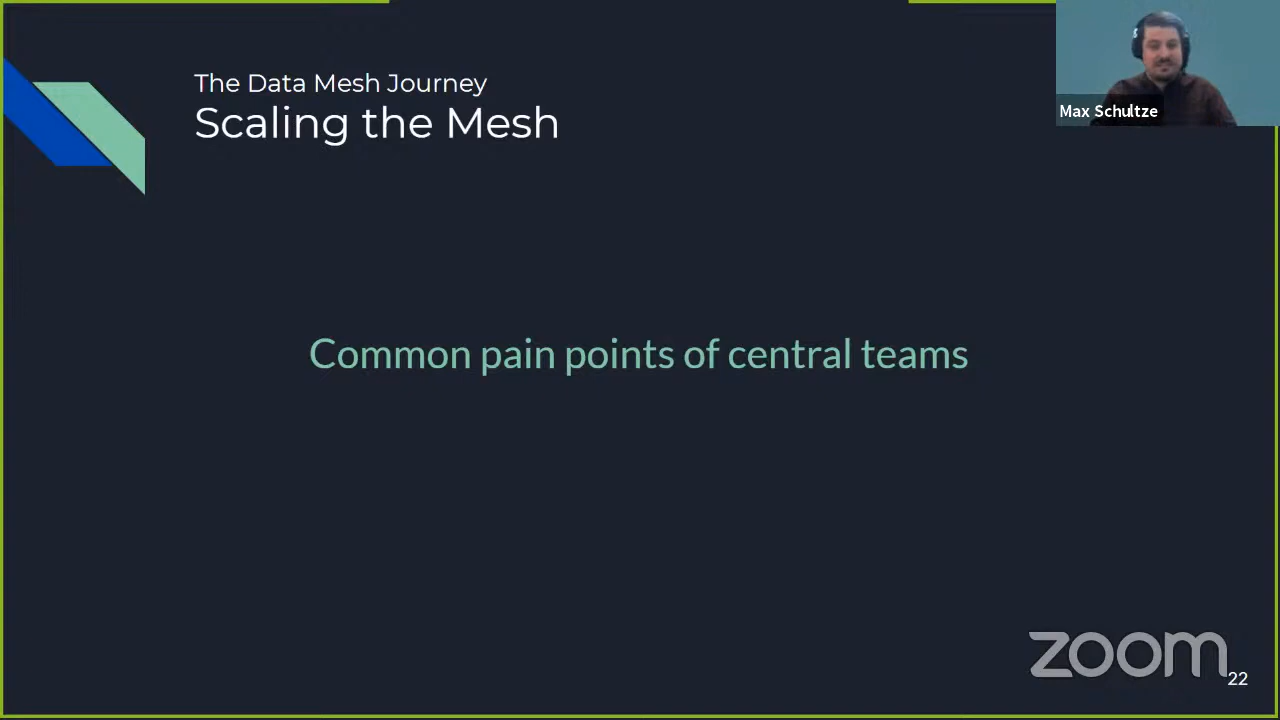 The Data Mesh Journey
Scaling the Mesh
Max Schultze
Common pain points of central teams
zoom
22